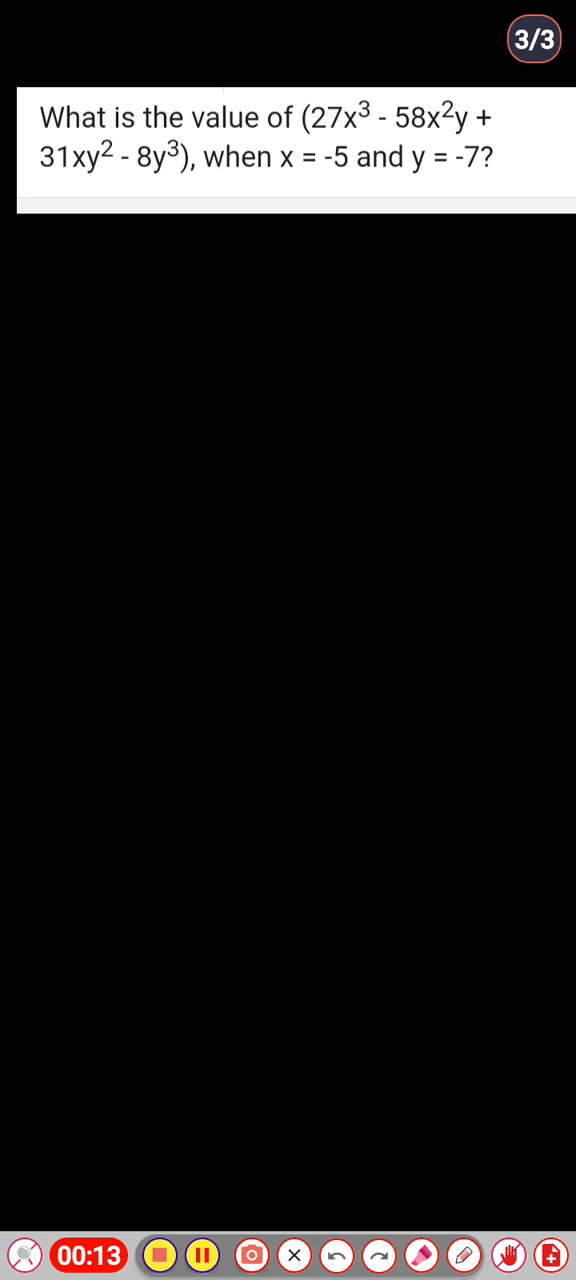 3/3
What is the value of (27x³ - 58x²y +
31xy² - 8y³), when x = -5 and y = -7?
00:13